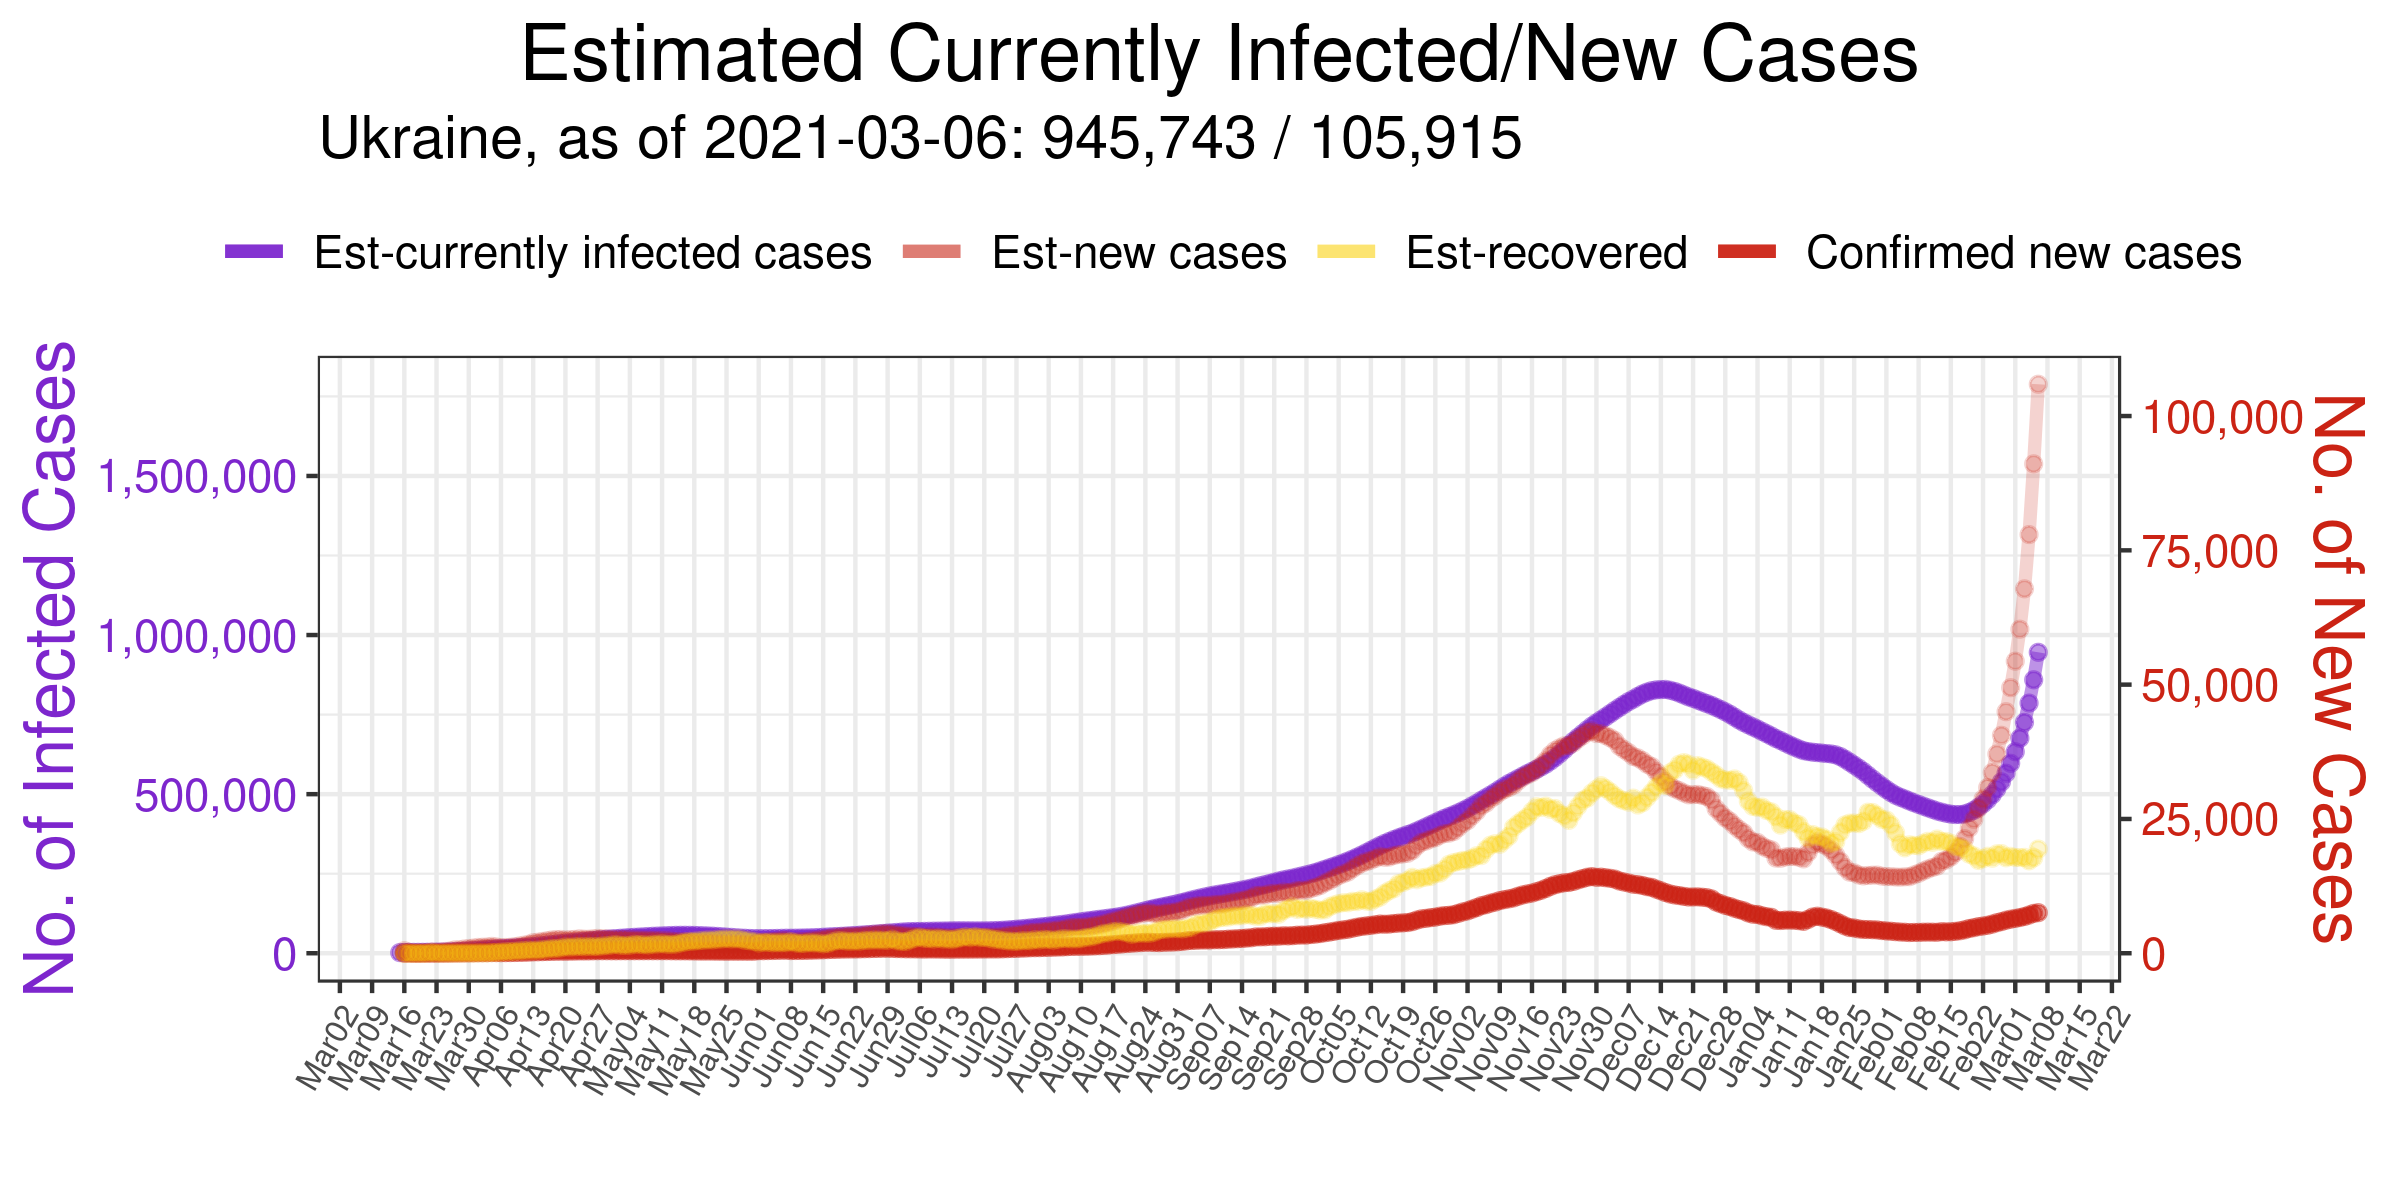 Estimated Currently Infected/New Cases
Ukraine, as of 2021-03-06: 945,743 / 105,915
Est-currently infected cases Est-new cases Est-recovered Confirmed new cases
No. of Infected Cases
1,500,000
1,000,000
500,000
0
100,000
75,000
50,000
25,000
0
No. of New Cases
Mar02 Mar09 Mar16 Mar23 Mar30 Apr06 Apr13 Apr20 Apr27 May04 May11 May18 May25 Jun01 Jun08 Jun15 Jun22 Jun29 Jul06 Jul13 Jul20 Jul27 Aug03 Aug10 Aug17 Aug24 Aug31 Sep07 Sep14 Sep21 Sep28 Oct05 Oct12 Oct19 Oct26 Nov02 Nov09 Nov16 Nov23 Nov30 Dec07 Dec14 Dec21 Dec28 Jan04 Jan11 Jan18 Jan25 Feb01 Feb08 Feb15 Feb22 Mar01 Mar08 Mar15 Mar22